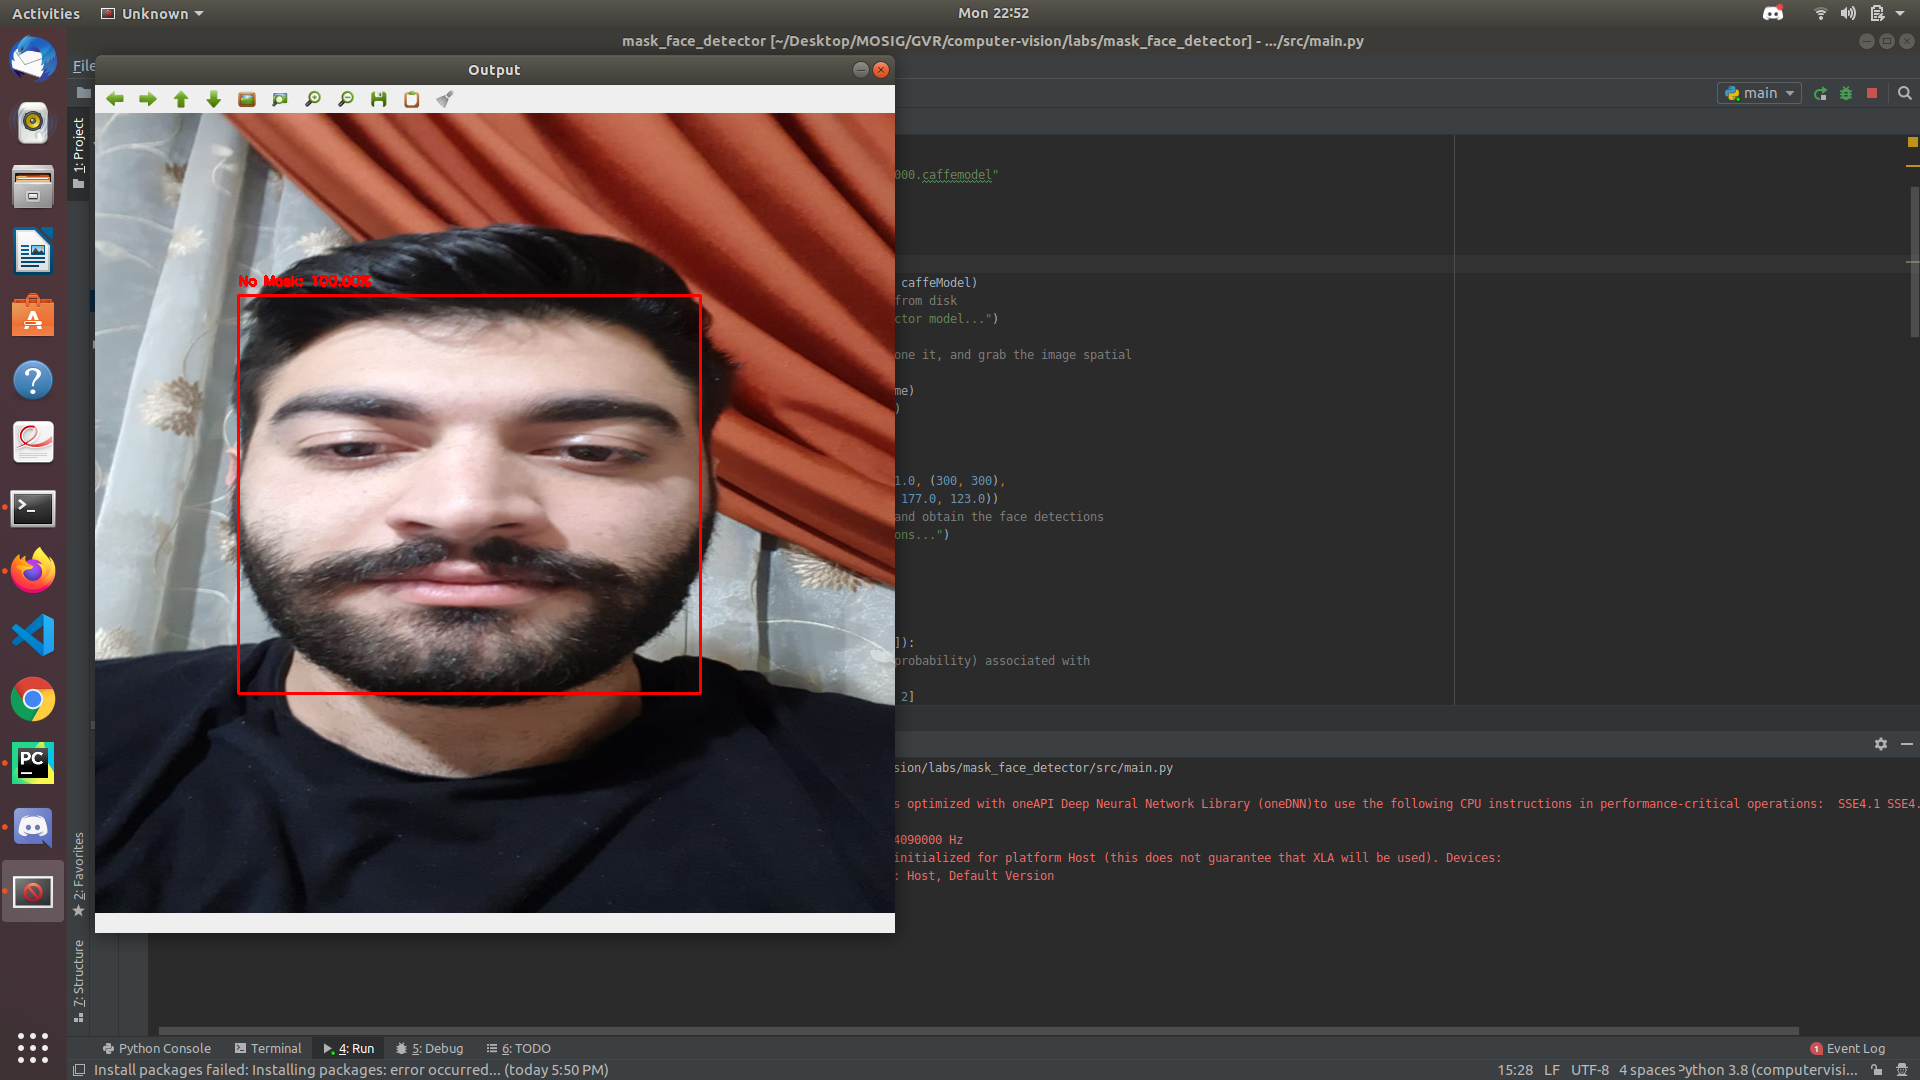 Activities
Unknown
Mon 22:52
mask_face_detector [~/Desktop/MOSIG/GVR/computer-vision/labs/mask_face_detector] - .../src/main.py
File
Output
main
1: Project
000.caffemodel"
caffeModel)
from disk
ctor model...")
one it, and grab the image spatial
me)
)
1.0, (300, 300),
177.0, 123.0))
and obtain the face detections
ons...")
]):
probability) associated with
2]
No Mask: 100.00%
sion/labs/mask_face_detector/src/main.py
s optimized with oneAPI Deep Neural Network Library (oneDNN)to use the following CPU instructions in performance-critical operations:  SSE4.1 SSE4.
4090000 Hz
initialized for platform Host (this does not guarantee that XLA will be used). Devices:
: Host, Default Version
2: Favorites
7: Structure
Python Console
Terminal
4: Run
5: Debug
6: TODO
1 Event Log
Install packages failed: Installing packages: error occurred... (today 5:50 PM)
15:28 LF UTF-8 4 spaces Python 3.8 (computervisi...
PC